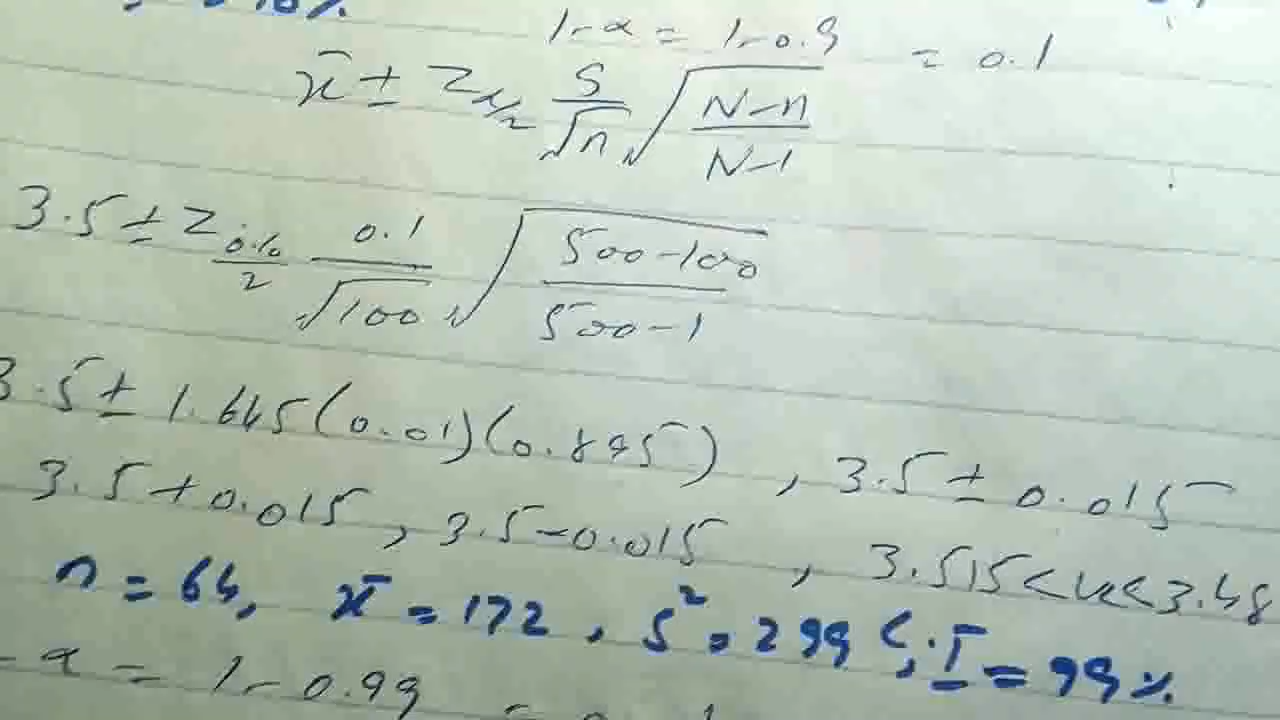 1-α = 1-0.9 = 0.1
x̄ ± Z α/2 S/√n √(N-n/N-1)
3.5 ± Z 0.10/2 0.1/√100 √(500-100/500-1)
3.5 ± 1.645(0.01)(0.895), 3.5 ± 0.015
3.5+0.015, 3.5-0.015, 3.515<μ<3.48
n = 64, x̄ = 172, S² = 299 C.I = 99%
-α = 1-0.99 =